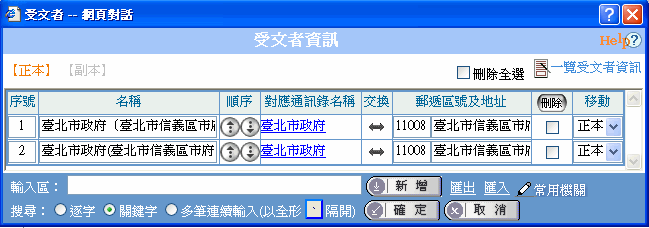 受文者 -- 網頁對話
受文者資訊
Help?
【正本】 【副本】 刪除全選 一覽受文者資訊
序號 名稱 順序 對應通訊錄名稱 交換 郵遞區號及地址 刪除 移動
1 臺北市政府〔臺北市信義區市府 臺北市政府 11008 臺北市信義區市府 正本
2 臺北市政府(臺北市信義區市府 臺北市政府 11008 臺北市信義區市府 正本
輸入區： 新增 匯出 匯入 常用機關
搜尋： 逐字 關鍵字 多筆連續輸入(以全形 、 隔開) 確定 取消